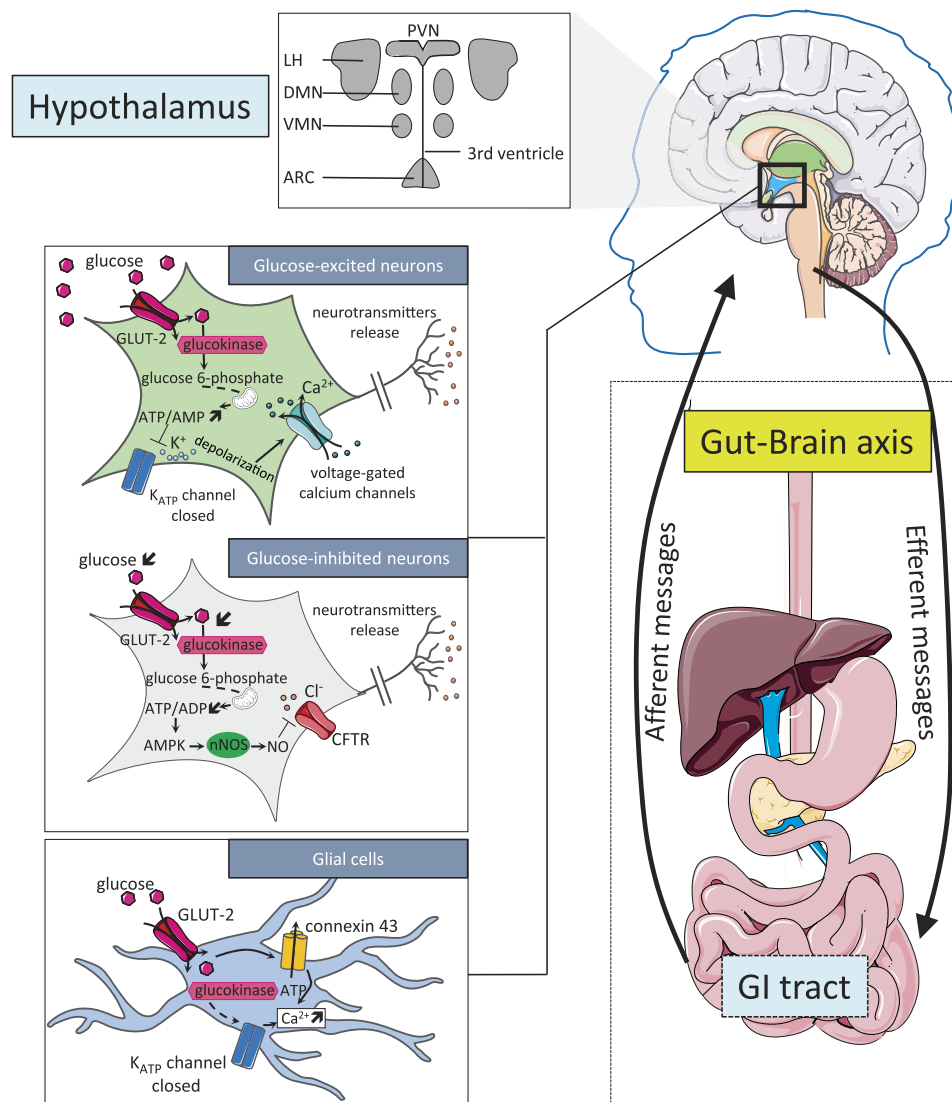 Hypothalamus
PVN
LH
DMN
VMN
3rd ventricle
ARC
Glucose-excited neurons
glucose
GLUT-2
glucokinase
glucose 6-phosphate
ATP/AMP
K⁺
depolarization
Ca²⁺
K_ATP channel
closed
voltage-gated
calcium channels
neurotransmitters
release
Glucose-inhibited neurons
glucose
GLUT-2
glucokinase
glucose 6-phosphate
ATP/ADP
AMPK
nNOS
NO
Cl⁻
CFTR
neurotransmitters
release
Glial cells
glucose
GLUT-2
connexin 43
glucokinase
ATP
Ca²⁺
K_ATP channel
closed
Gut-Brain axis
Afferent messages
Efferent messages
GI tract